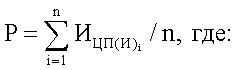 P = ∑ⁿᵢ₌₁ И_ЦП(И)ᵢ / n, где: